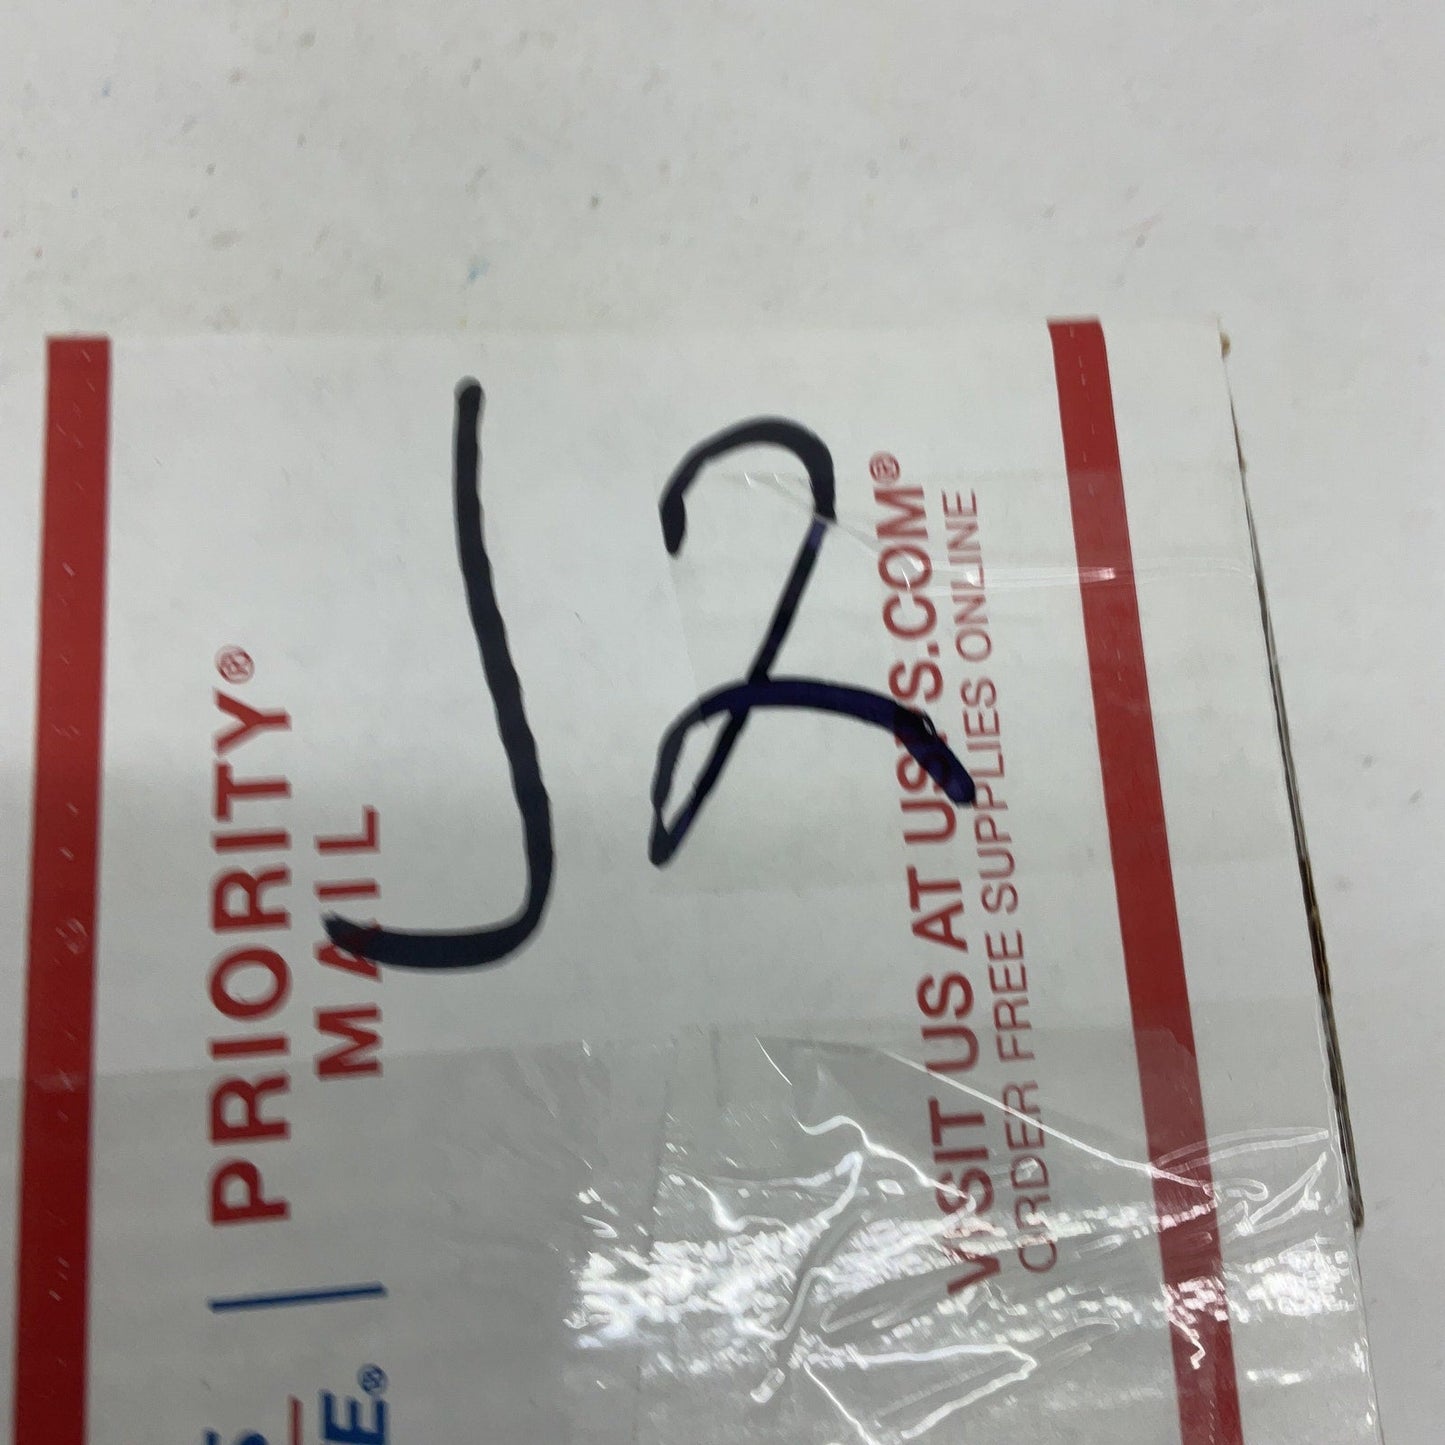 J2
PRIORITY®
MAIL
VISIT US AT USPS.COM®
ORDER FREE SUPPLIES ONLINE